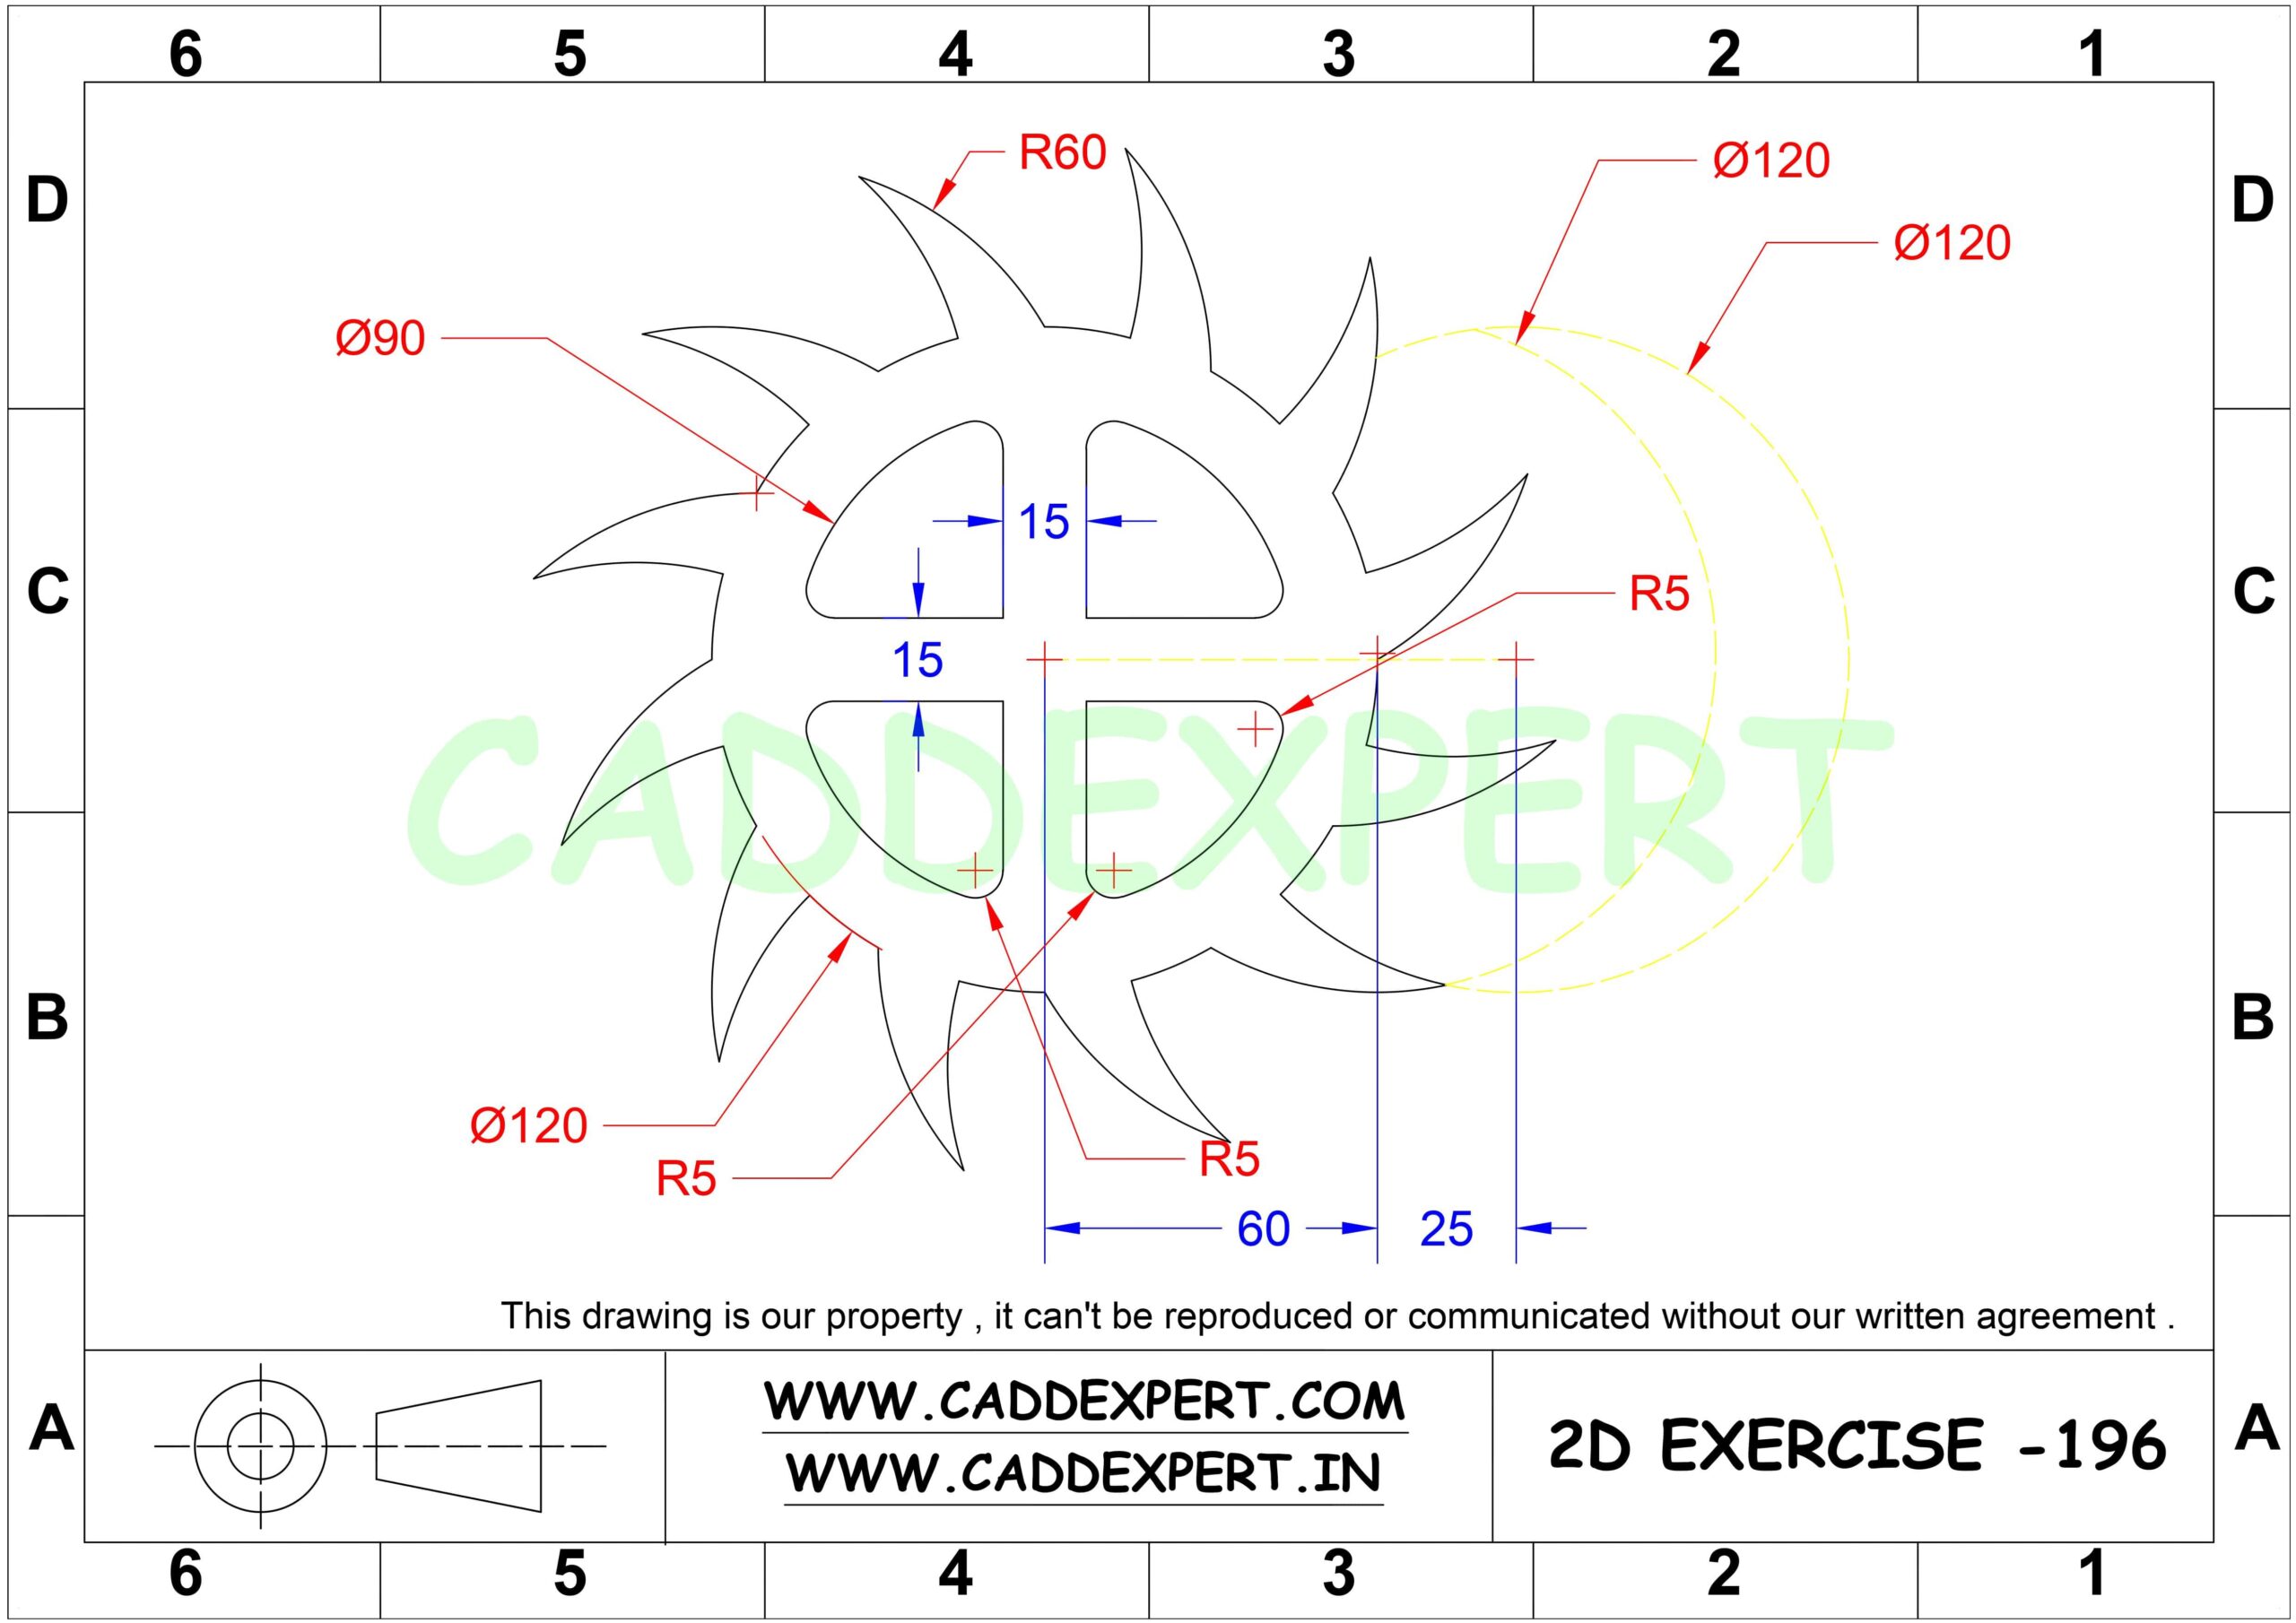 6 5 4 3 2 1
R60
Ø120
D D
Ø120
Ø90
15
C C
R5
15
CADDEXPERT
B B
Ø120
R5
R5
60 25
This drawing is our property , it can't be reproduced or communicated without our written agreement .
WWW.CADDEXPERT.COM
A A
2D EXERCISE -196
WWW.CADDEXPERT.IN
6 5 4 3 2 1